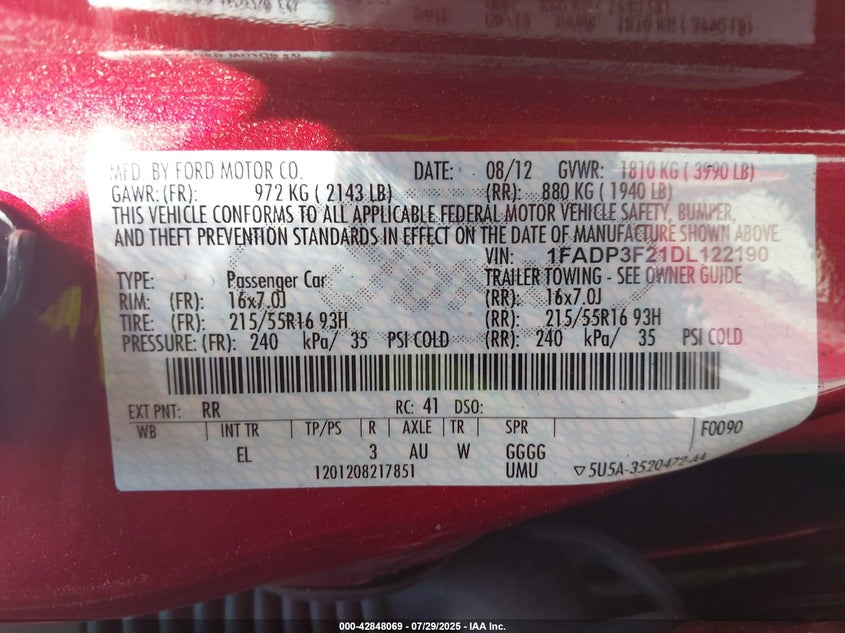 MFD. BY FORD MOTOR CO. DATE: 08/12 GVWR: 1810 KG ( 3990 LB)
GAWR: (FR): 972 KG ( 2143 LB) (RR): 880 KG ( 1940 LB)
THIS VEHICLE CONFORMS TO ALL APPLICABLE FEDERAL MOTOR VEHICLE SAFETY, BUMPER,
AND THEFT PREVENTION STANDARDS IN EFFECT ON THE DATE OF MANUFACTURE SHOWN ABOVE.
VIN: 1FADP3F21DL122190
TYPE: Passenger Car TRAILER TOWING - SEE OWNER GUIDE
RIM: (FR): 16x7.0J (RR): 16x7.0J
TIRE: (FR): 215/55R16 93H (RR): 215/55R16 93H
PRESSURE: (FR): 240 kPa/ 35 PSI COLD (RR): 240 kPa/ 35 PSI COLD
EXT PNT: RR RC: 41 DSO:
WB INT TR TP/PS R AXLE TR SPR F0090
EL 3 AU W GGGG
1201208217851 UMU ▽5U5A-3520472-A4
000-42848069 | 07/29/2025 - IAA Inc.